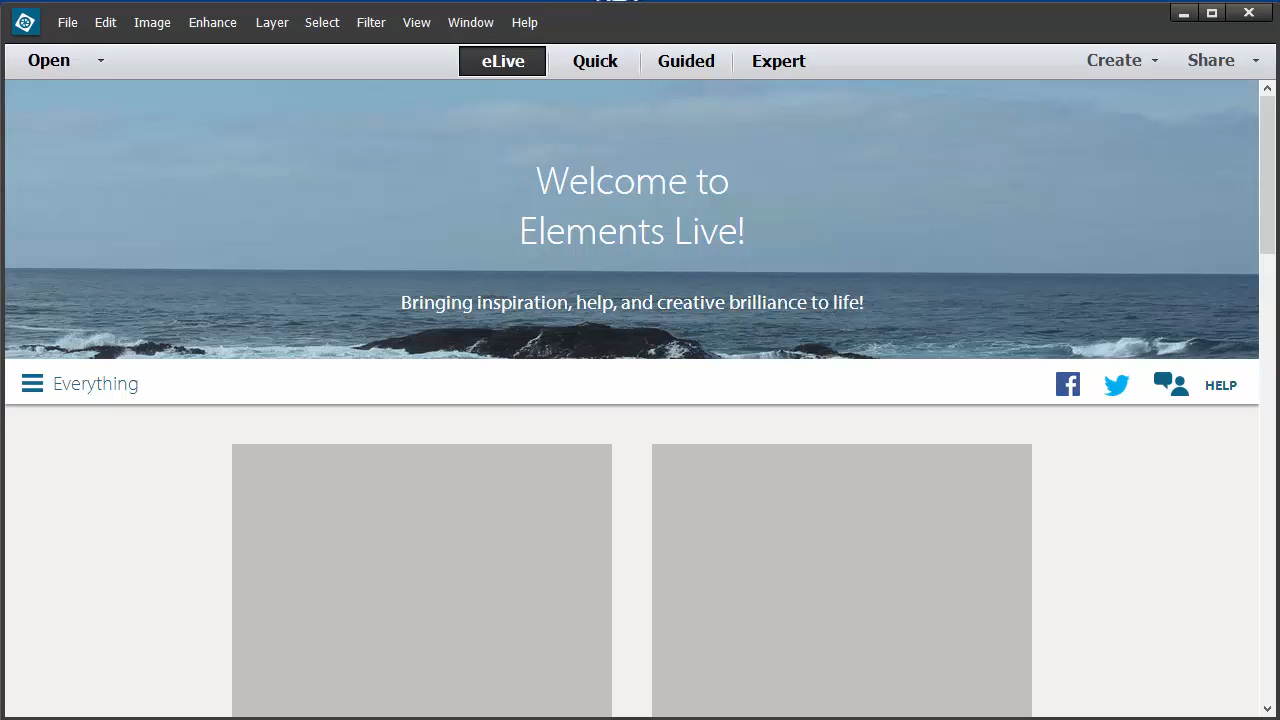 File Edit Image Enhance Layer Select Filter View Window Help
Open eLive Quick Guided Expert Create Share
Welcome to
Elements Live!
Bringing inspiration, help, and creative brilliance to life!
Everything HELP